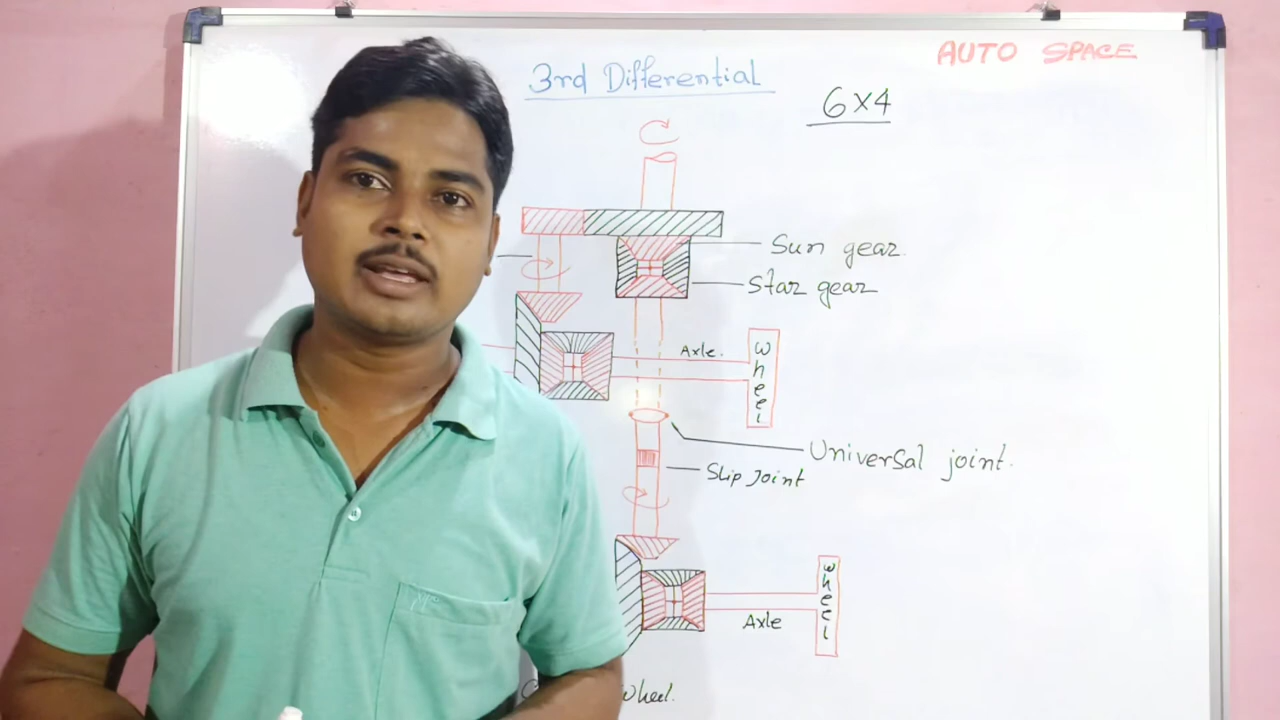 AUTO SPACE
3rd Differential
6x4
Sun gear.
Star gear
Axle.
wheel
Universal joint.
Slip Joint
wheel
Axle
wheel.